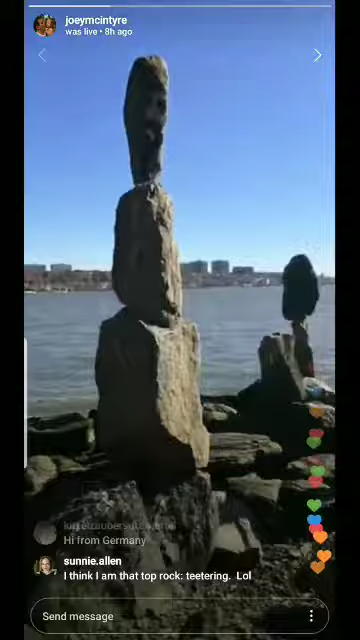 joeymcintyre
was live • 8h ago
Hi from Germany
sunnie.allen
I think I am that top rock: teetering. Lol
Send message